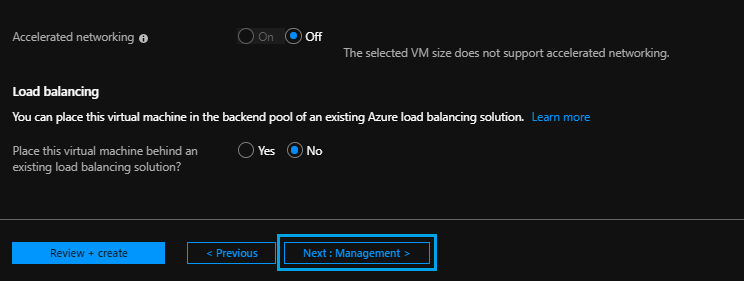 Accelerated networking
On
Off
The selected VM size does not support accelerated networking.
Load balancing
You can place this virtual machine in the backend pool of an existing Azure load balancing solution. Learn more
Place this virtual machine behind an
existing load balancing solution?
Yes
No
Review + create
< Previous
Next : Management >